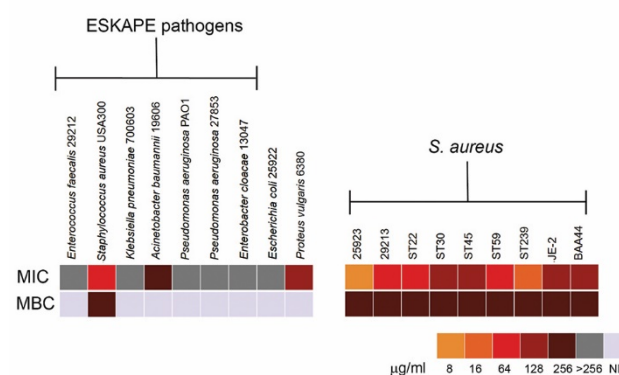 ESKAPE pathogens
Enterococcus faecalis 29212
Staphylococcus aureus USA300
Klebsiella pneumoniae 700603
Acinetobacter baumannii 19606
Pseudomonas aeruginosa PAO1
Pseudomonas aeruginosa 27853
Enterobacter cloacae 13047
Escherichia coli 25922
Proteus vulgaris 6380
S. aureus
25923
29213
ST22
ST30
ST45
ST59
ST239
JE-2
BAA44
MIC
MBC
µg/ml 8 16 64 128 256 >256